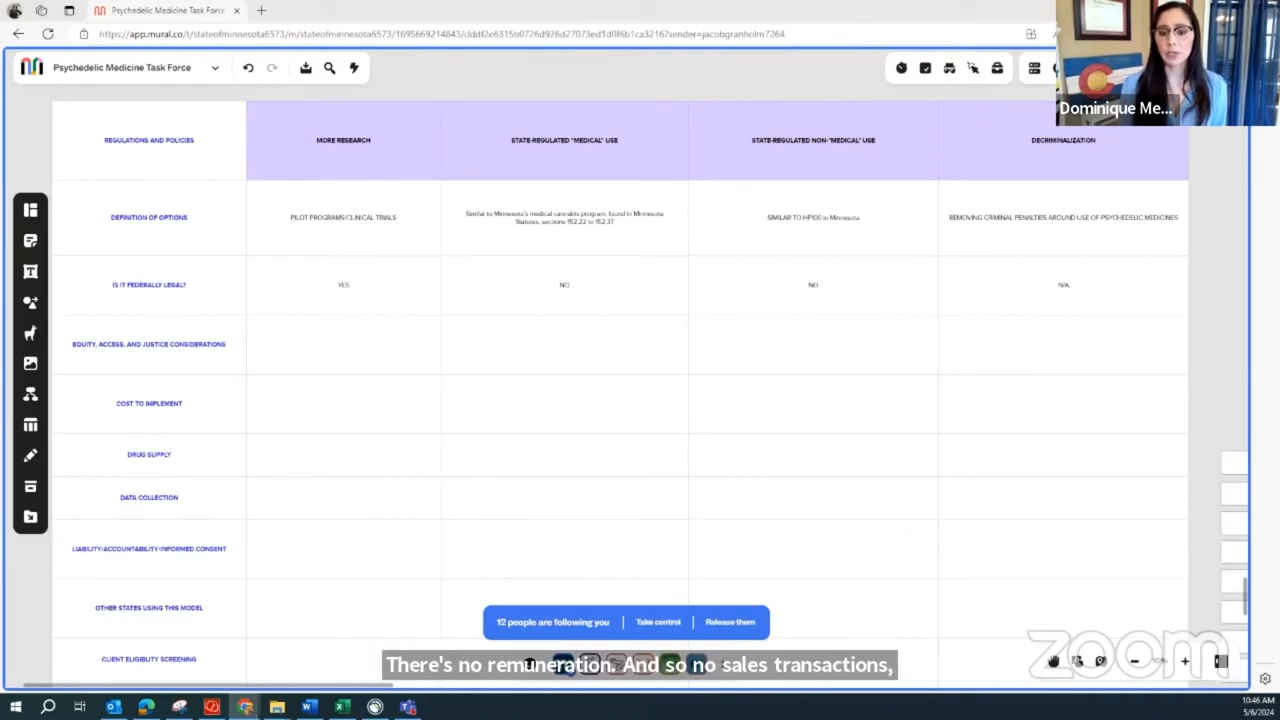 Psychedelic Medicine Task Force
https://app.mural.co/t/stateofminnesota6573/m/stateofminnesota6573/1695669214843/dddf2e6315b0726d926d27073ed1d0f6b1ca3216?sender=jacobgranholm7264
Psychedelic Medicine Task Force
Dominique Me...
REGULATIONS AND POLICIES MORE RESEARCH STATE-REGULATED "MEDICAL" USE STATE-REGULATED NON-"MEDICAL" USE DECRIMINALIZATION
DEFINITION OF OPTIONS PILOT PROGRAMS/CLINICAL TRIALS Similar to Minnesota's medical cannabis program, found in Minnesota
Statutes, sections 152.22 to 152.37
SIMILAR TO HF100 in Minnesota REMOVING CRIMINAL PENALTIES AROUND USE OF PSYCHEDELIC MEDICINES
IS IT FEDERALLY LEGAL? YES NO NO N/A
EQUITY, ACCESS, AND JUSTICE CONSIDERATIONS
COST TO IMPLEMENT
DRUG SUPPLY
DATA COLLECTION
LIABILITY/ACCOUNTABILITY/INFORMED CONSENT
OTHER STATES USING THIS MODEL
12 people are following you Take control Release them
CLIENT ELIGIBLITY SCREENING
There's no remuneration. And so no sales transactions,
zoom
10:46 AM
5/6/2024